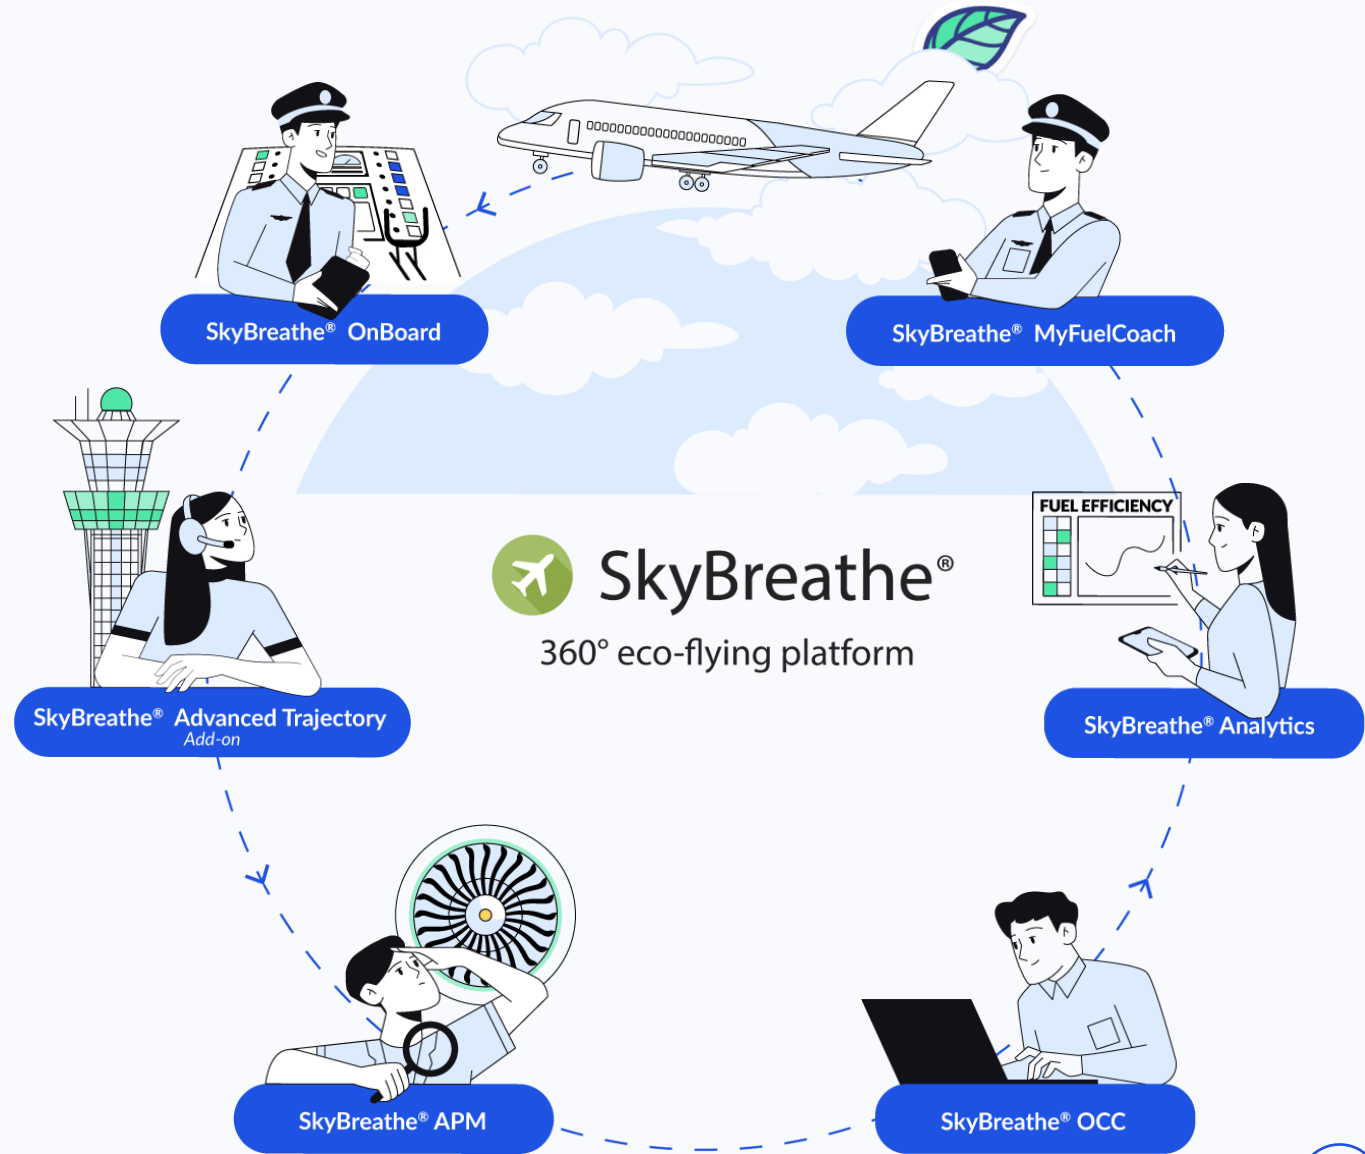 SkyBreathe® OnBoard
SkyBreathe® MyFuelCoach
FUEL EFFICIENCY
SkyBreathe®
360° eco-flying platform
SkyBreathe® Advanced Trajectory
Add-on
SkyBreathe® Analytics
SkyBreathe® APM
SkyBreathe® OCC